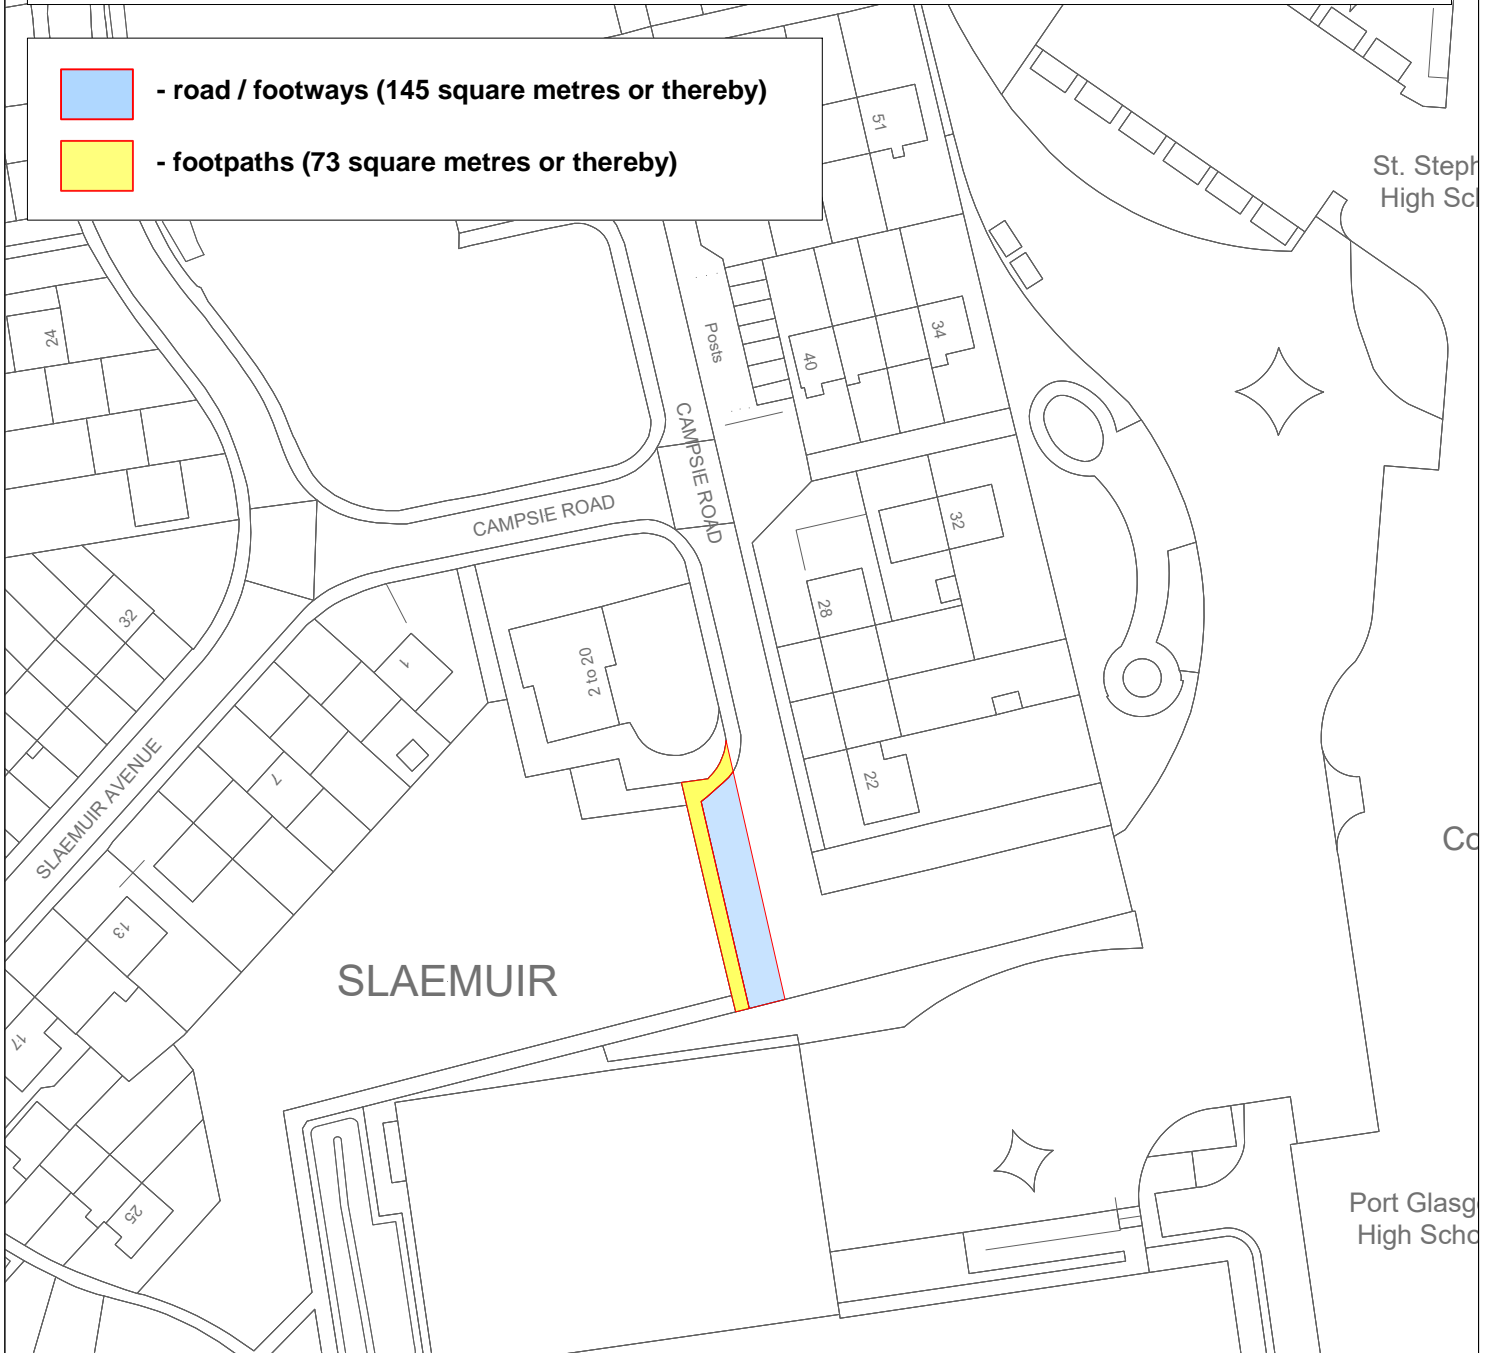 - road / footways (145 square metres or thereby)
- footpaths (73 square metres or thereby)
51
St. Steph
High Sch
24
Posts
34
40
CAMPSIE ROAD
CAMPSIE ROAD
32
28
32
1
2 to 20
7
22
SLAEMUIR AVENUE
Co
13
SLAEMUIR
17
25
Port Glasgo
High Scho